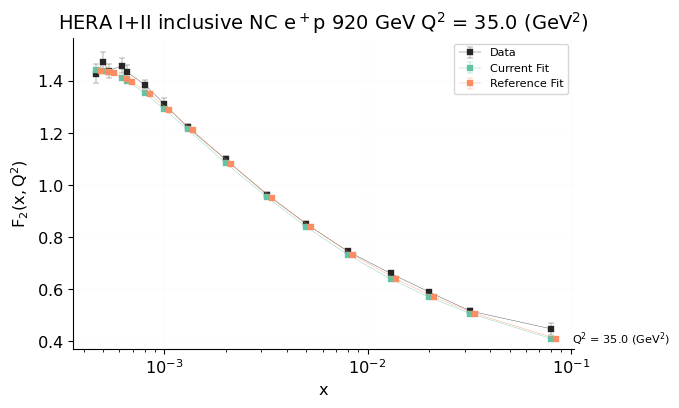 HERA I+II inclusive NC e⁺p 920 GeV Q² = 35.0 (GeV²)
Data
Current Fit
Reference Fit
F₂(x, Q²)
1.4
1.2
1.0
0.8
0.6
0.4
Q² = 35.0 (GeV²)
10⁻³
10⁻²
10⁻¹
x